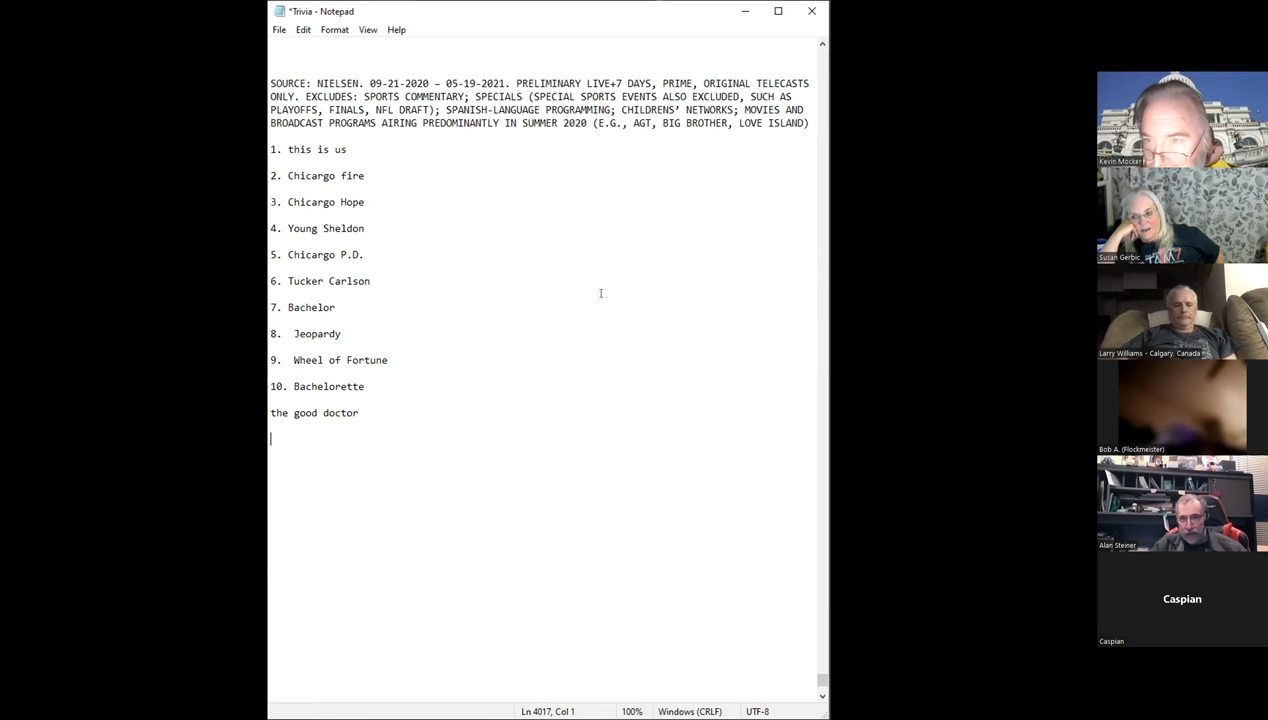 *Trivia - Notepad
File Edit Format View Help
SOURCE: NIELSEN. 09-21-2020 – 05-19-2021. PRELIMINARY LIVE+7 DAYS, PRIME, ORIGINAL TELECASTS
ONLY. EXCLUDES: SPORTS COMMENTARY; SPECIALS (SPECIAL SPORTS EVENTS ALSO EXCLUDED, SUCH AS
PLAYOFFS, FINALS, NFL DRAFT); SPANISH-LANGUAGE PROGRAMMING; CHILDRENS’ NETWORKS; MOVIES AND
BROADCAST PROGRAMS AIRING PREDOMINANTLY IN SUMMER 2020 (E.G., AGT, BIG BROTHER, LOVE ISLAND)
1. this is us
2. Chicargo fire
3. Chicargo Hope
4. Young Sheldon
5. Chicargo P.D.
6. Tucker Carlson
7. Bachelor
8. Jeopardy
9. Wheel of Fortune
10. Bachelorette
the good doctor
Ln 4017, Col 1 100% Windows (CRLF) UTF-8
Kevin Mocker
Susan Gerbic
Larry Williams - Calgary, Canada
Bob A. (Flockmeister)
Alan Steiner
Caspian
Caspian